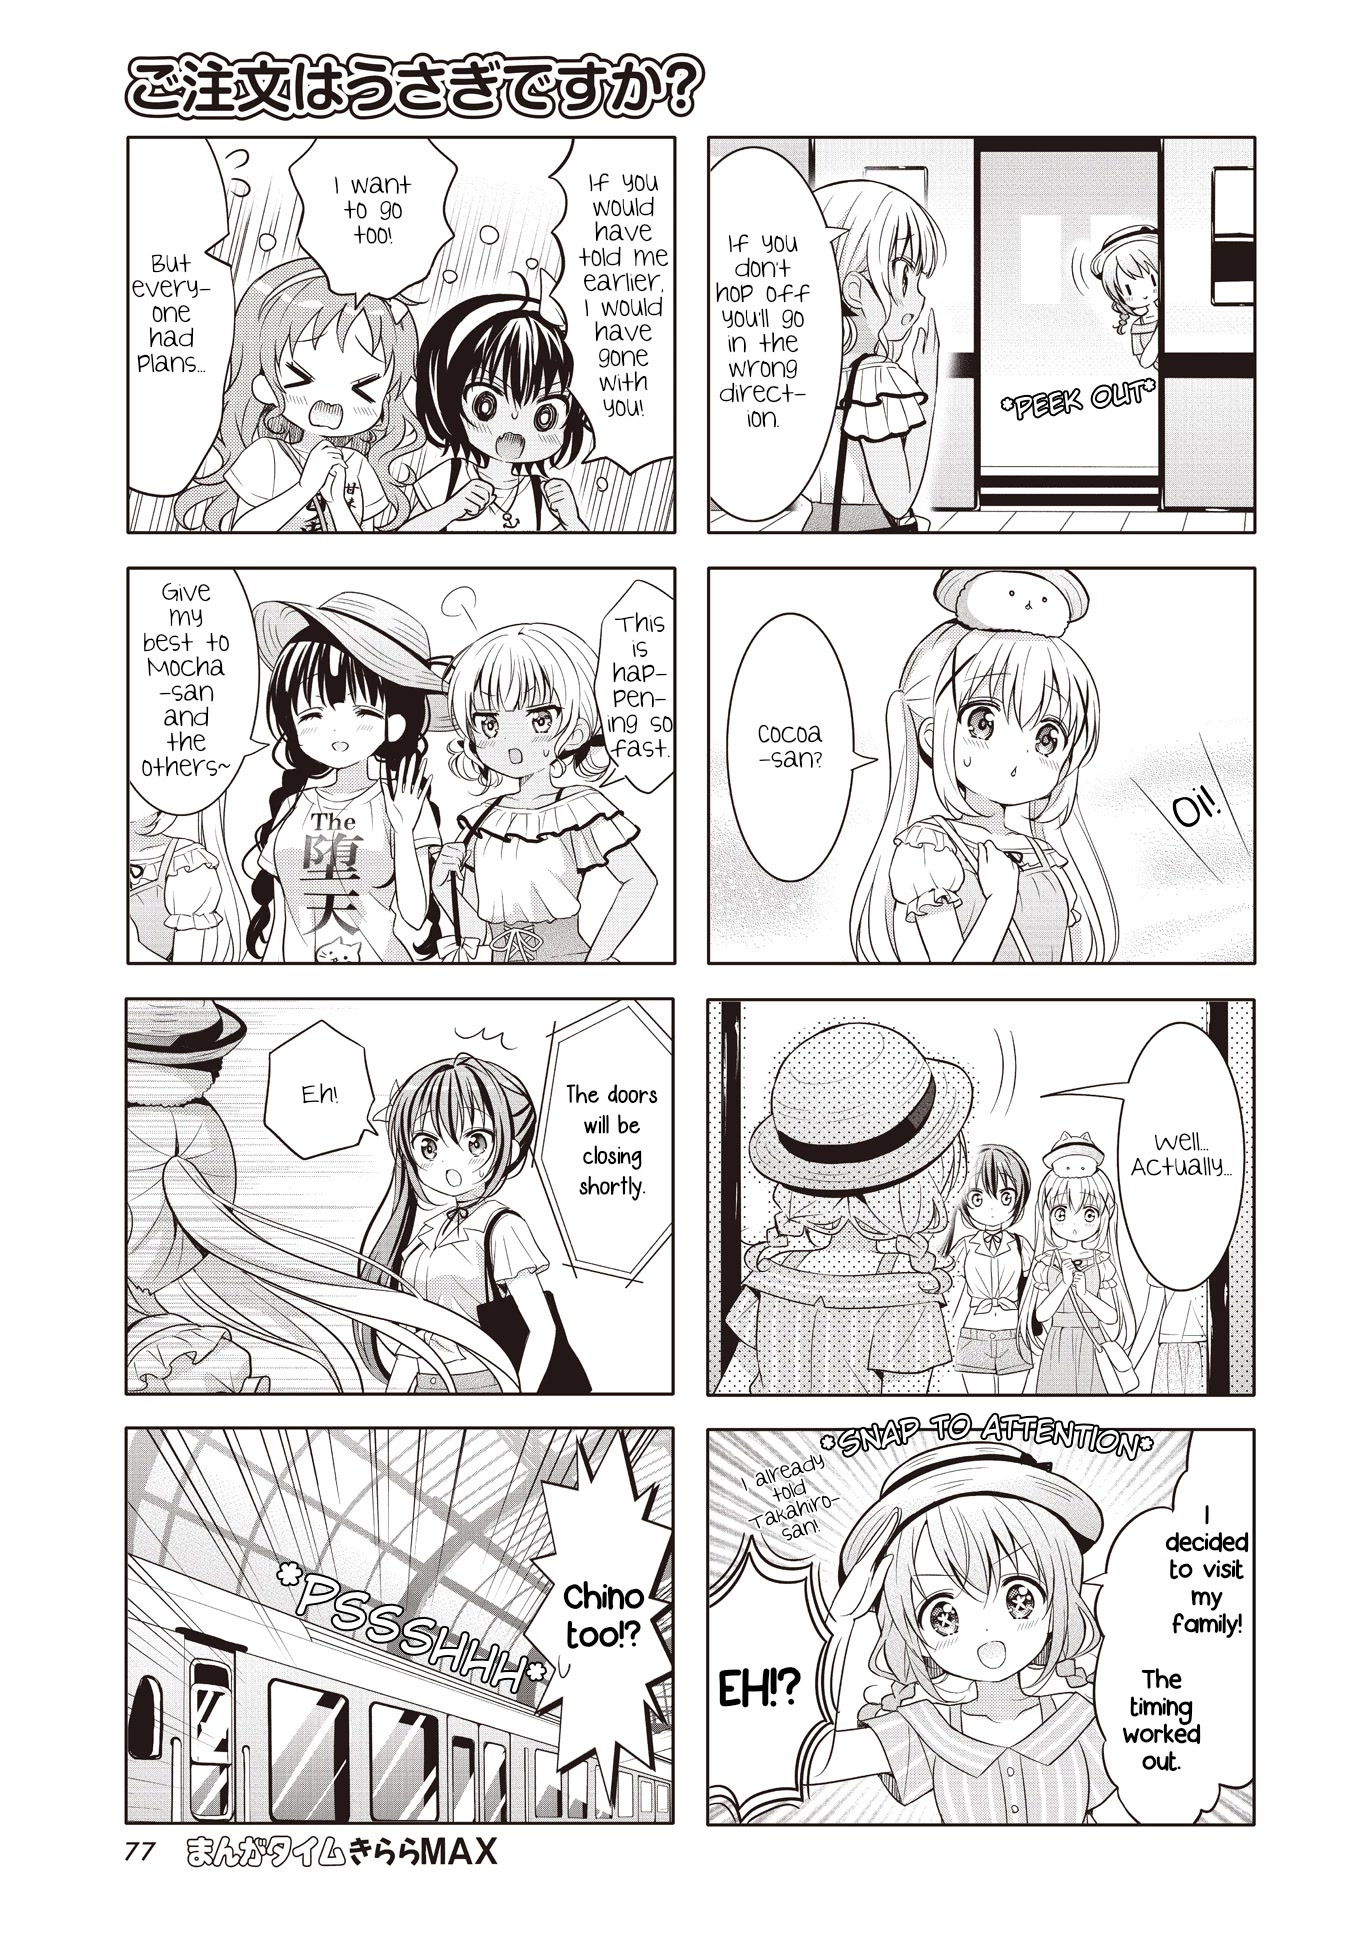 ご注文はうさぎですか?
If you
don't
hop off
you'll go
in the
wrong
direct-
ion.
*PEEK OUT*
Oi!
Cocoa
-san?
Well...
Actually...
*SNAP TO ATTENTION*
I
decided
to visit
my
family!
The
timing
worked
out.
I already
told
Takahiro-
san!
EH!?
If you
would
have
told me
earlier,
I would
have
gone
with
you!
I want
to go
too!
But
every-
one
had
plans...
This
is
hap-
pen-
ing so
fast.
Give
my
best to
Mocha
-san
and
the
others~
The
堕
天
The doors
will be
closing
shortly.
Eh!
Chino
too!?
*PSSSHHH*
77 まんがタイムきららMAX